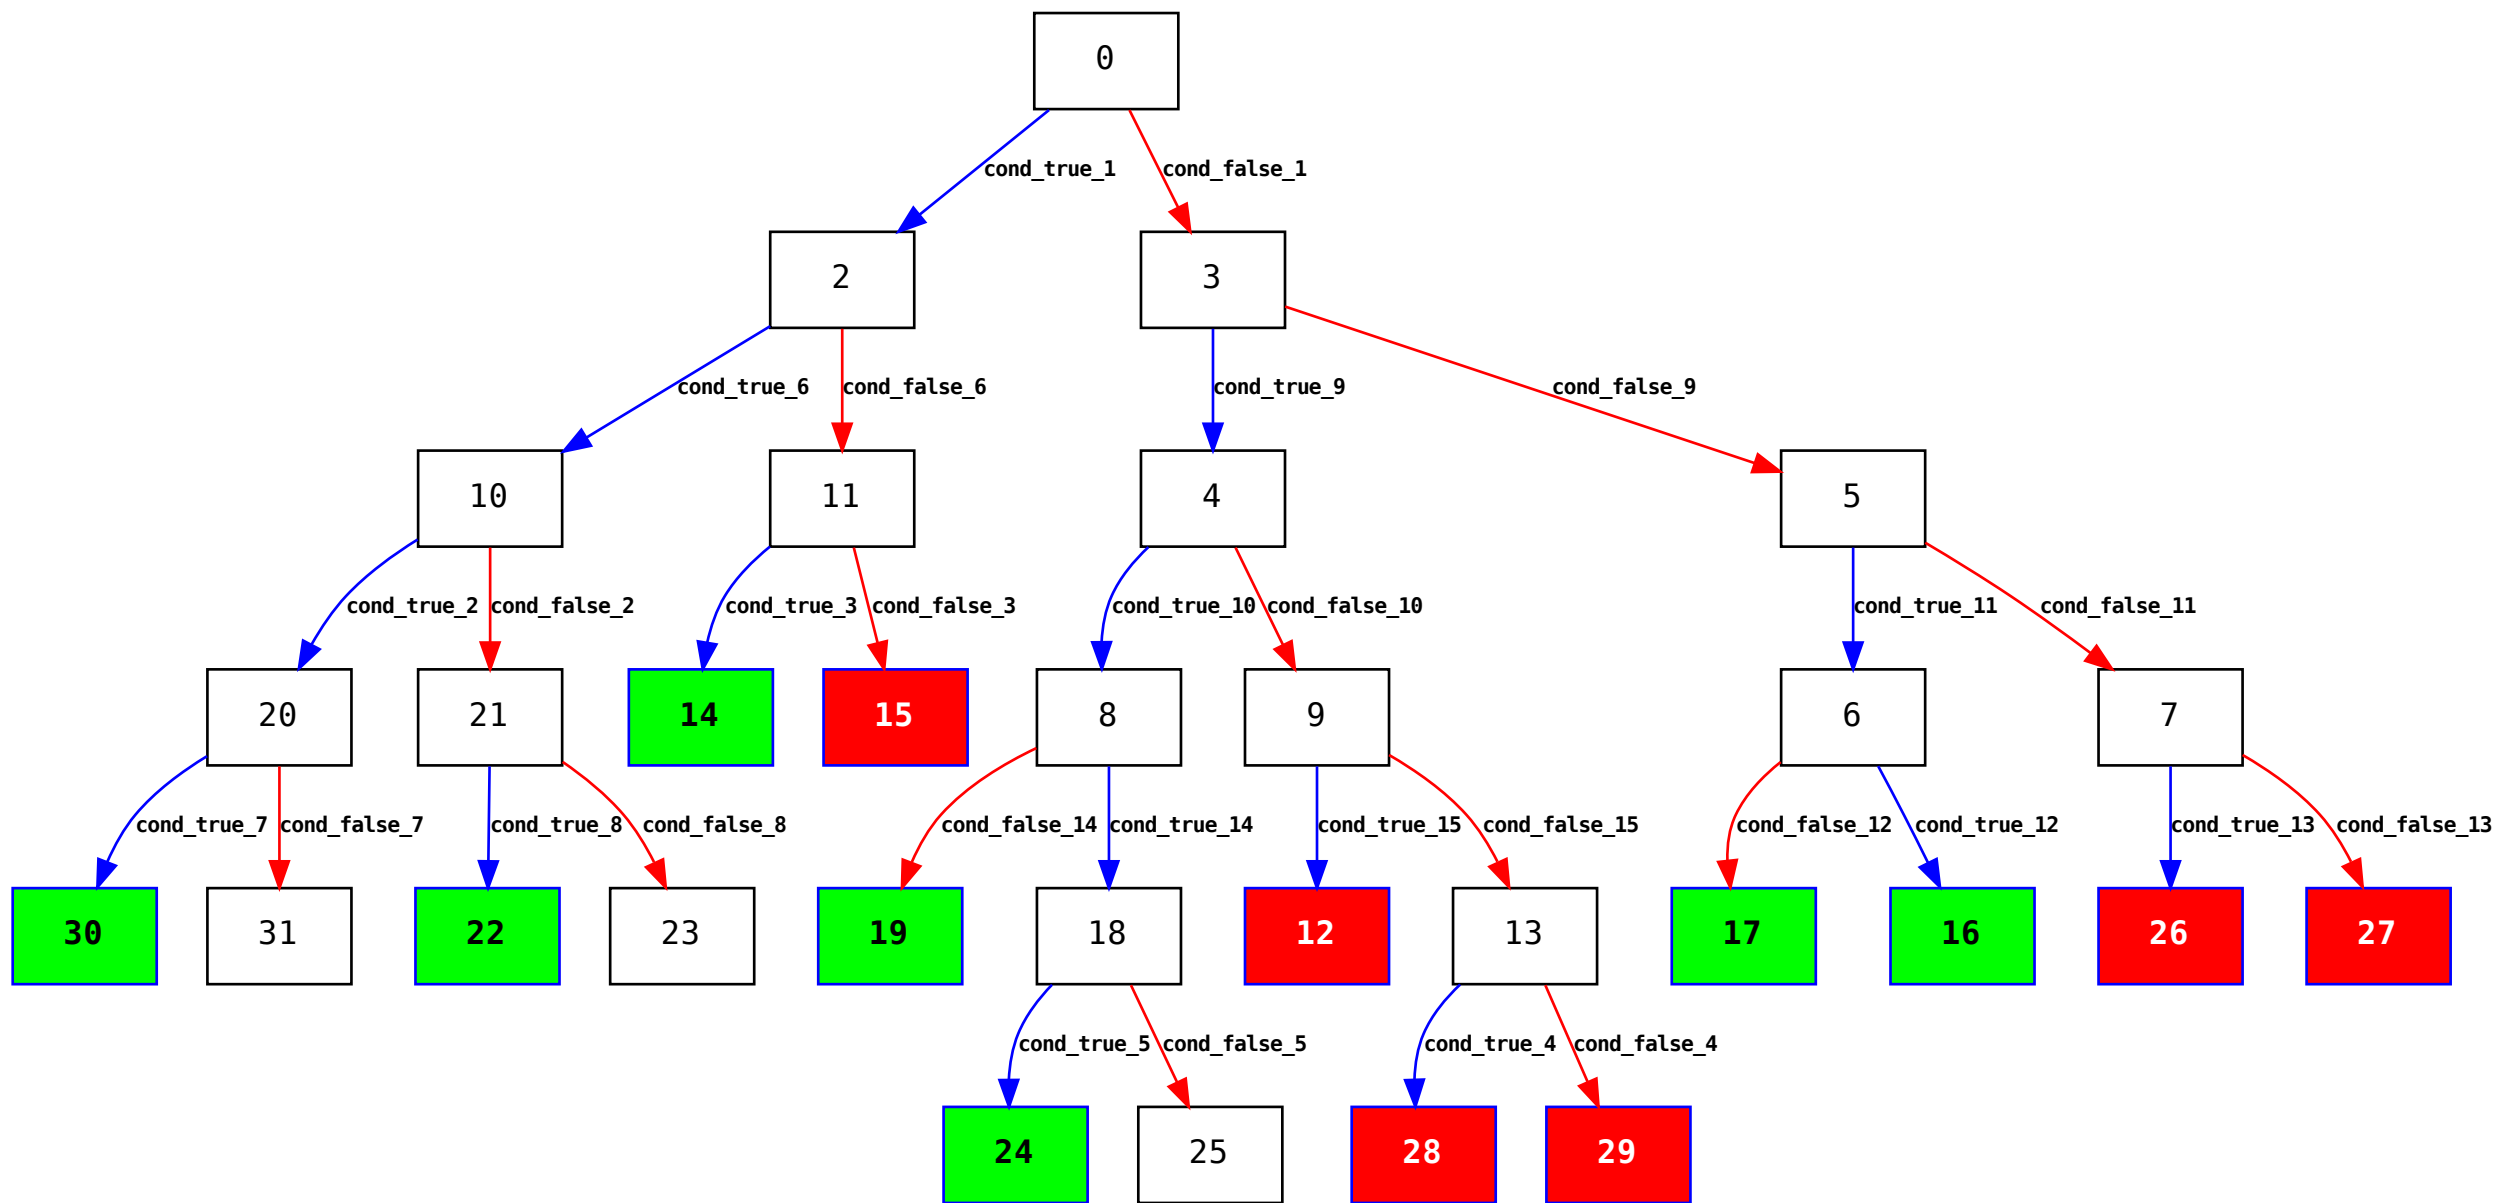 0
cond_true_1
cond_false_1
2
3
cond_true_6
cond_false_6
cond_true_9
cond_false_9
10
11
4
5
cond_true_2
cond_false_2
cond_true_3
cond_false_3
cond_true_10
cond_false_10
cond_true_11
cond_false_11
20
21
14
15
8
9
6
7
cond_true_7
cond_false_7
cond_true_8
cond_false_8
cond_false_14
cond_true_14
cond_true_15
cond_false_15
cond_false_12
cond_true_12
cond_true_13
cond_false_13
30
31
22
23
19
18
12
13
17
16
26
27
cond_true_5
cond_false_5
cond_true_4
cond_false_4
24
25
28
29